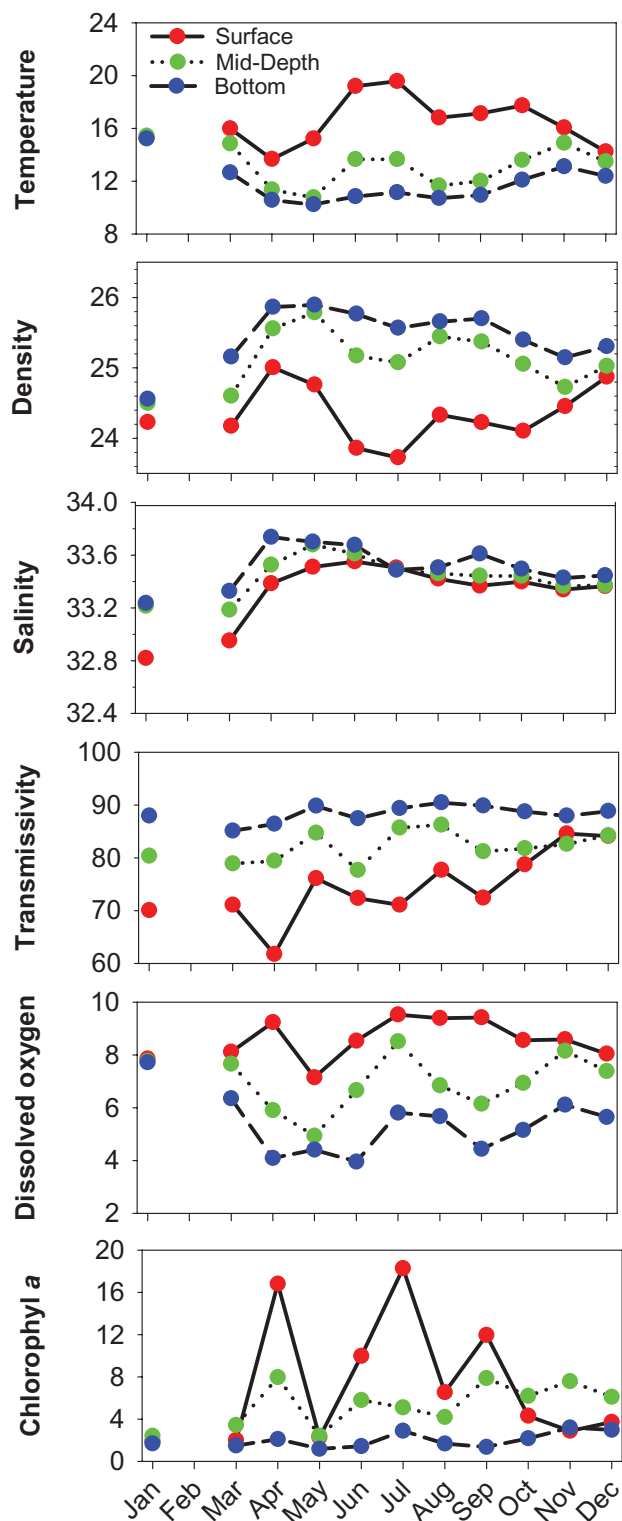 Temperature
24
20
16
12
8
Surface
Mid-Depth
Bottom
Density
26
25
24
Salinity
34.0
33.6
33.2
32.8
32.4
Transmissivity
100
90
80
70
60
Dissolved oxygen
10
8
6
4
2
Chlorophyl a
20
16
12
8
4
0
Jan Feb Mar Apr May Jun Jul Aug Sep Oct Nov Dec